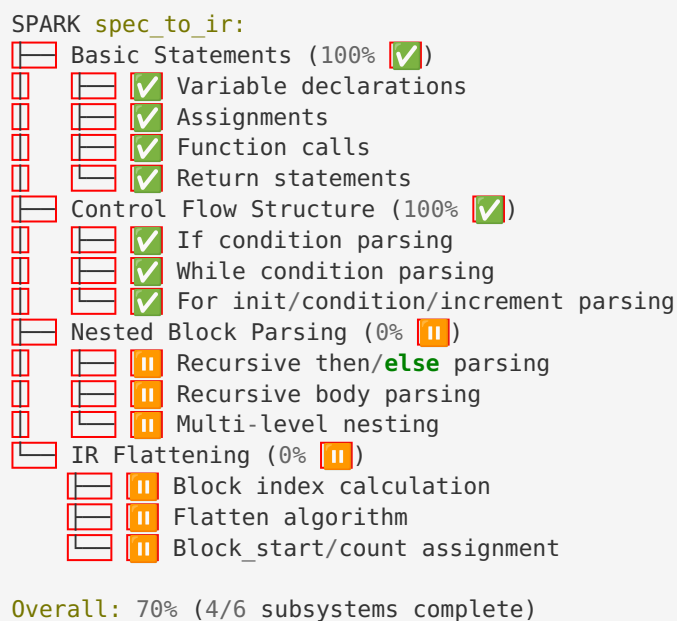 SPARK spec_to_ir:
├── Basic Statements (100% ✅)
│   ├── ✅ Variable declarations
│   ├── ✅ Assignments
│   ├── ✅ Function calls
│   └── ✅ Return statements
├── Control Flow Structure (100% ✅)
│   ├── ✅ If condition parsing
│   ├── ✅ While condition parsing
│   └── ✅ For init/condition/increment parsing
├── Nested Block Parsing (0% ⏸️)
│   ├── ⏸️ Recursive then/else parsing
│   ├── ⏸️ Recursive body parsing
│   └── ⏸️ Multi-level nesting
└── IR Flattening (0% ⏸️)
    ├── ⏸️ Block index calculation
    ├── ⏸️ Flatten algorithm
    └── ⏸️ Block_start/count assignment

Overall: 70% (4/6 subsystems complete)